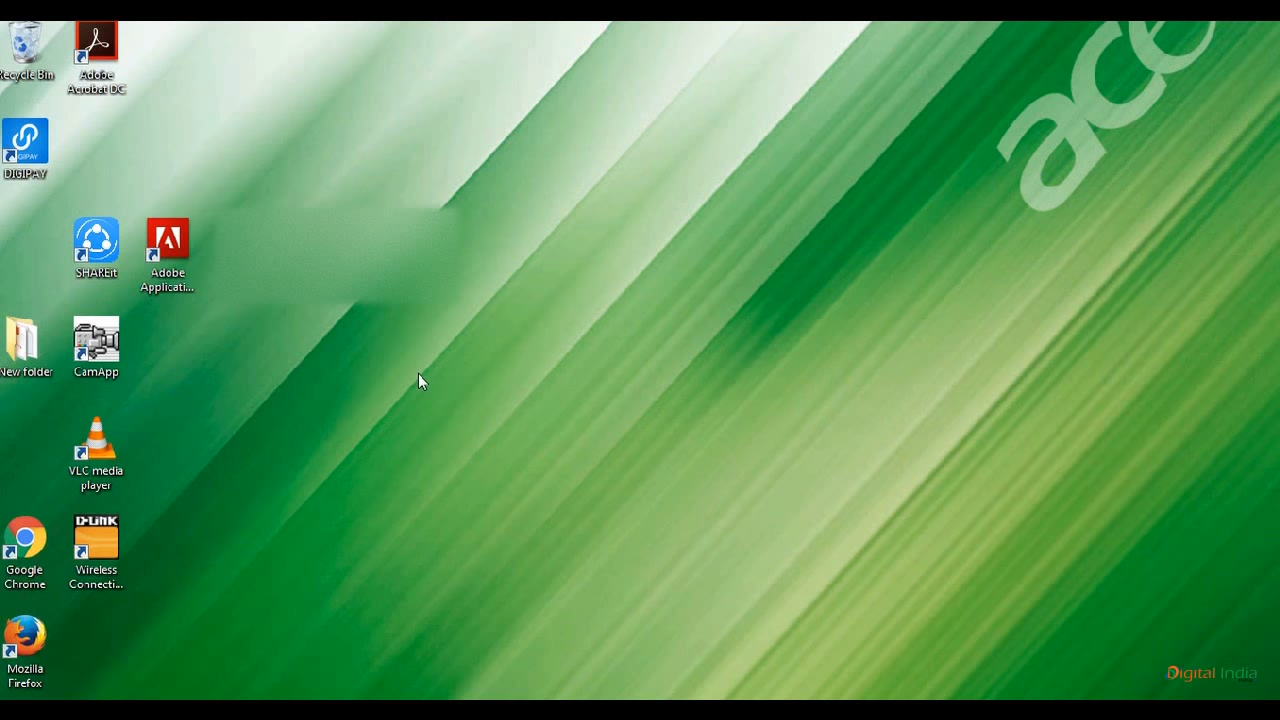 Recycle Bin
Adobe
Acrobat DC
DIGIPAY
SHAREit
Adobe
Applicati...
New folder
CamApp
VLC media
player
Google
Chrome
D-Link
Wireless
Connecti...
Mozilla
Firefox
acer
Digital India